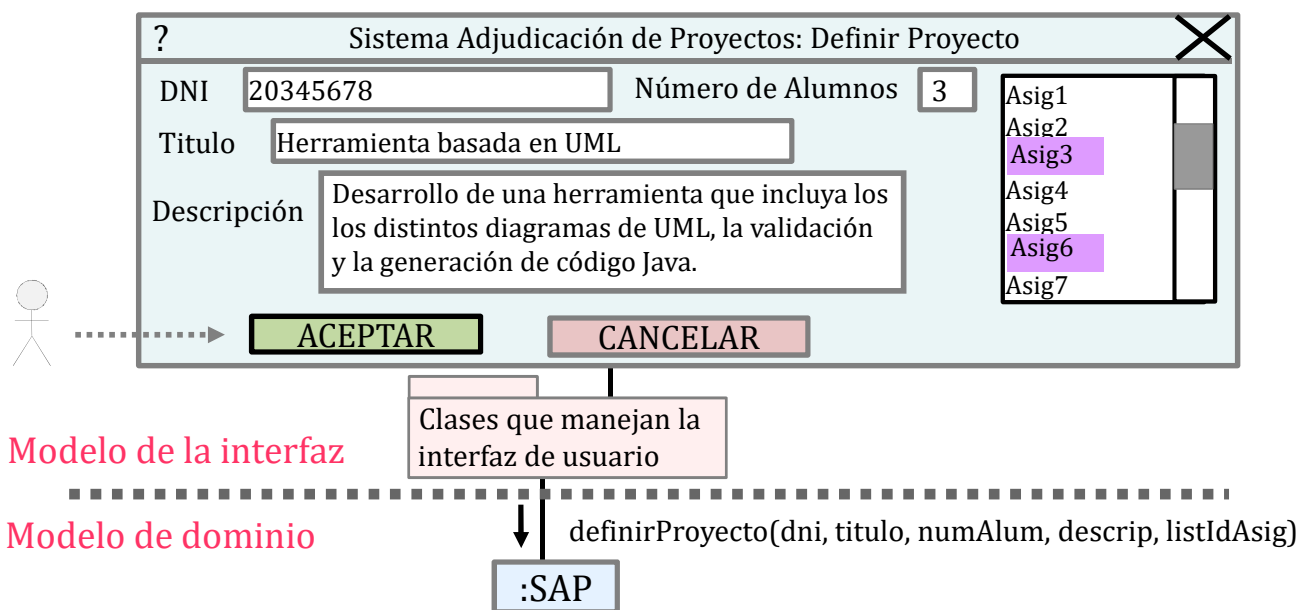 ? Sistema Adjudicación de Proyectos: Definir Proyecto
DNI 20345678 Número de Alumnos 3
Titulo Herramienta basada en UML
Descripción
Desarrollo de una herramienta que incluya los
los distintos diagramas de UML, la validación
y la generación de código Java.
Asig1
Asig2
Asig3
Asig4
Asig5
Asig6
Asig7
ACEPTAR CANCELAR
Clases que manejan la
interfaz de usuario
Modelo de la interfaz
Modelo de dominio
definirProyecto(dni, titulo, numAlum, descrip, listIdAsig)
:SAP